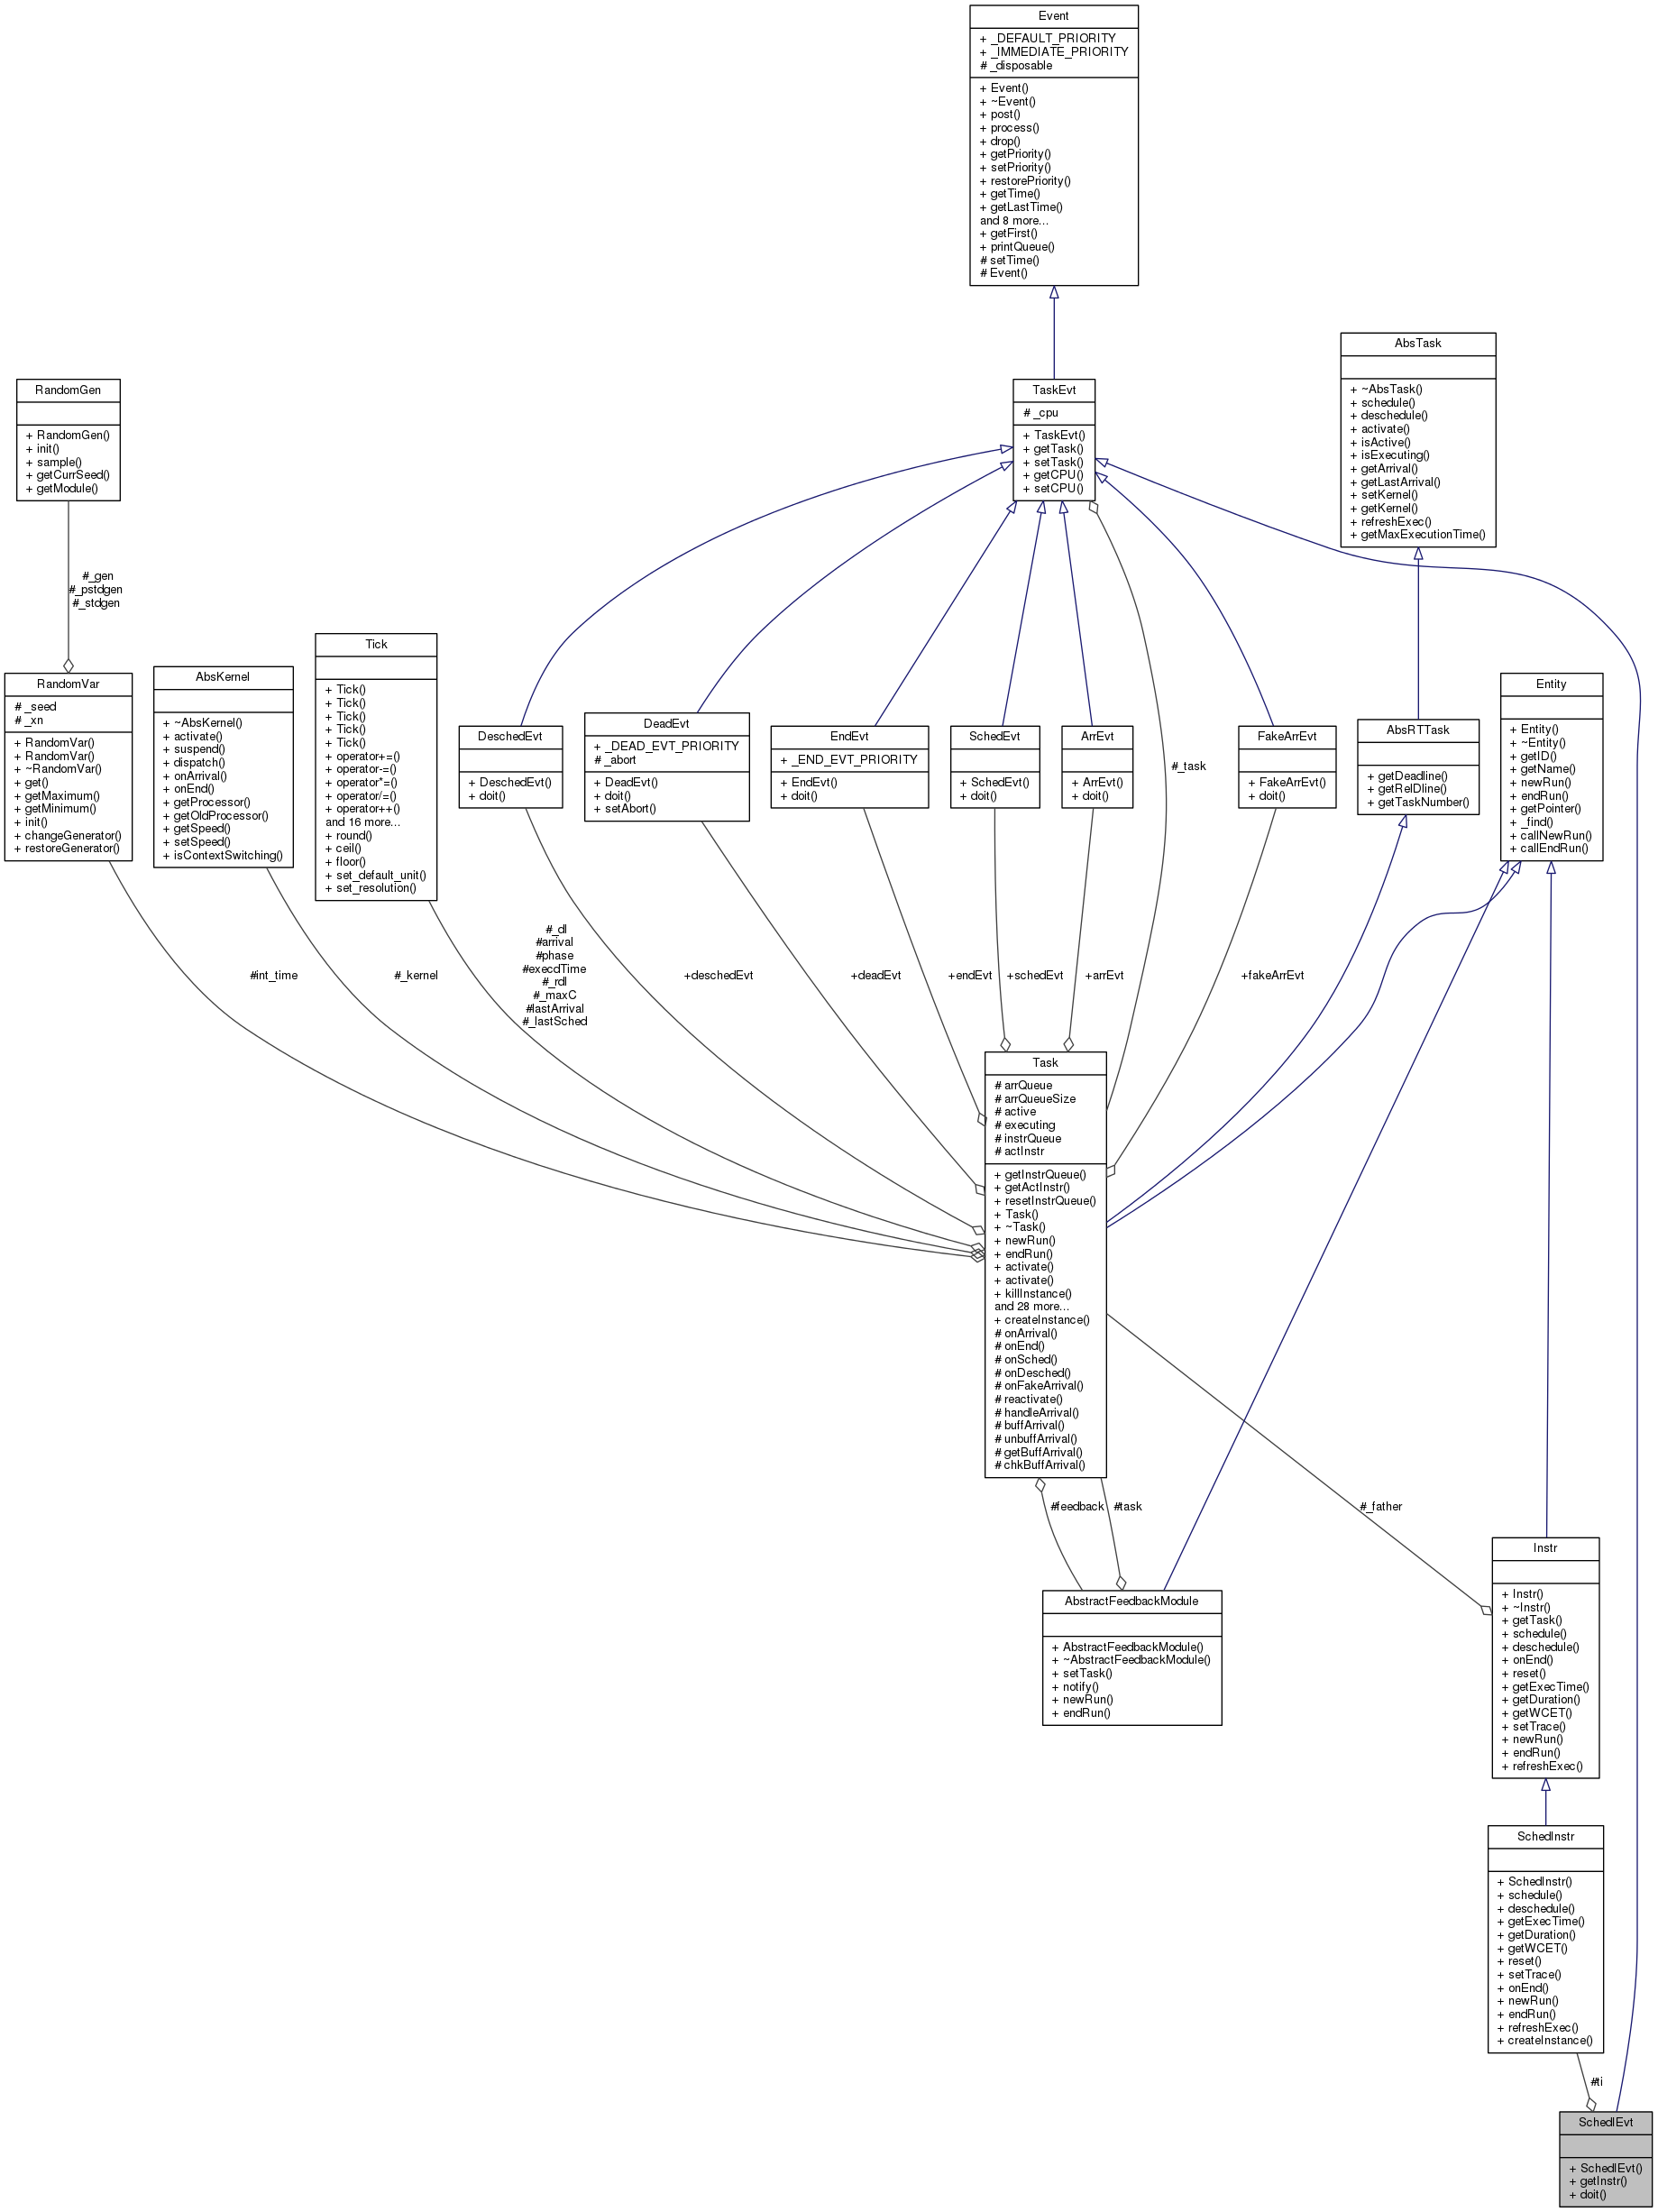 Event
+ _DEFAULT_PRIORITY
+ _IMMEDIATE_PRIORITY
# _disposable
+ Event()
+ ~Event()
+ post()
+ process()
+ drop()
+ getPriority()
+ setPriority()
+ restorePriority()
+ getTime()
+ getLastTime()
and 8 more...
+ getFirst()
+ printQueue()
# setTime()
# Event()
AbsTask
+ ~AbsTask()
+ schedule()
+ deschedule()
+ activate()
+ isActive()
+ isExecuting()
+ getArrival()
+ getLastArrival()
+ setKernel()
+ getKernel()
+ refreshExec()
+ getMaxExecutionTime()
RandomGen
+ RandomGen()
+ init()
+ sample()
+ getCurrSeed()
+ getModule()
TaskEvt
# _cpu
+ TaskEvt()
+ getTask()
+ setTask()
+ getCPU()
+ setCPU()
#_gen
#_pstdgen
#_stdgen
RandomVar
# _seed
# _xn
+ RandomVar()
+ RandomVar()
+ ~RandomVar()
+ get()
+ getMaximum()
+ getMinimum()
+ init()
+ changeGenerator()
+ restoreGenerator()
AbsKernel
+ ~AbsKernel()
+ activate()
+ suspend()
+ dispatch()
+ onArrival()
+ onEnd()
+ getProcessor()
+ getOldProcessor()
+ getSpeed()
+ setSpeed()
+ isContextSwitching()
Tick
+ Tick()
+ Tick()
+ Tick()
+ Tick()
+ Tick()
+ operator+=()
+ operator-=()
+ operator*=()
+ operator/=()
+ operator++()
and 16 more...
+ round()
+ ceil()
+ floor()
+ set_default_unit()
+ set_resolution()
DeschedEvt
+ DeschedEvt()
+ doit()
DeadEvt
+ _DEAD_EVT_PRIORITY
# _abort
+ DeadEvt()
+ doit()
+ setAbort()
EndEvt
+ _END_EVT_PRIORITY
+ EndEvt()
+ doit()
SchedEvt
+ SchedEvt()
+ doit()
ArrEvt
+ ArrEvt()
+ doit()
#_task
FakeArrEvt
+ FakeArrEvt()
+ doit()
AbsRTTask
+ getDeadline()
+ getRelDline()
+ getTaskNumber()
Entity
+ Entity()
+ ~Entity()
+ getID()
+ getName()
+ newRun()
+ endRun()
+ getPointer()
+ _find()
+ callNewRun()
+ callEndRun()
#int_time
#_kernel
#_dl
#arrival
#phase
#execdTime
#_rdl
#_maxC
#lastArrival
#_lastSched
+deschedEvt
+deadEvt
+endEvt
+schedEvt
+arrEvt
+fakeArrEvt
Task
# arrQueue
# arrQueueSize
# active
# executing
# instrQueue
# actInstr
+ getInstrQueue()
+ getActInstr()
+ resetInstrQueue()
+ Task()
+ ~Task()
+ newRun()
+ endRun()
+ activate()
+ activate()
+ killInstance()
and 28 more...
+ createInstance()
# onArrival()
# onEnd()
# onSched()
# onDesched()
# onFakeArrival()
# reactivate()
# handleArrival()
# buffArrival()
# unbuffArrival()
# getBuffArrival()
# chkBuffArrival()
#feedback
#task
#_father
AbstractFeedbackModule
+ AbstractFeedbackModule()
+ ~AbstractFeedbackModule()
+ setTask()
+ notify()
+ newRun()
+ endRun()
Instr
+ Instr()
+ ~Instr()
+ getTask()
+ schedule()
+ deschedule()
+ onEnd()
+ reset()
+ getExecTime()
+ getDuration()
+ getWCET()
+ setTrace()
+ newRun()
+ endRun()
+ refreshExec()
SchedInstr
+ SchedInstr()
+ schedule()
+ deschedule()
+ getExecTime()
+ getDuration()
+ getWCET()
+ reset()
+ setTrace()
+ onEnd()
+ newRun()
+ endRun()
+ refreshExec()
+ createInstance()
#ti
SchedIEvt
+ SchedIEvt()
+ getInstr()
+ doit()